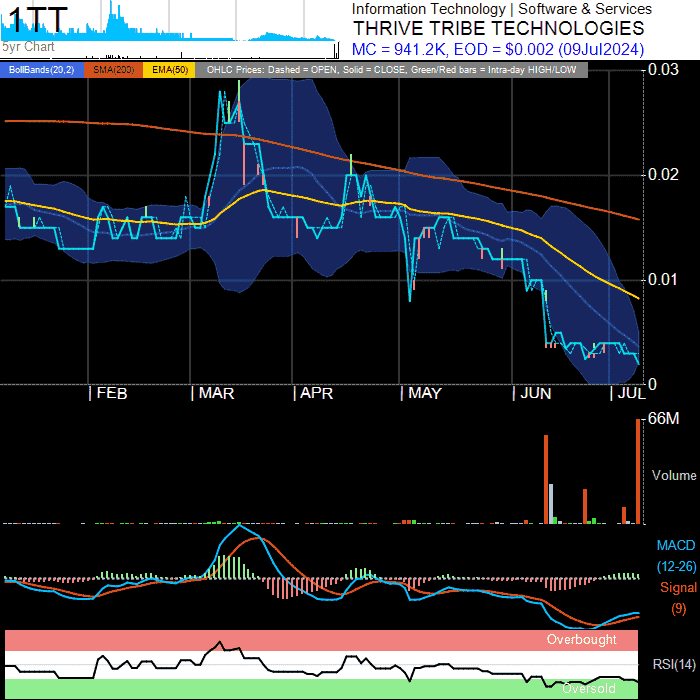 1TT
Information Technology | Software & Services
THRIVE TRIBE TECHNOLOGIES
5yr Chart
MC = 941.2K, EOD = $0.002 (09Jul2024)
BollBands(20,2) SMA(200) EMA(50) OHLC Prices: Dashed = OPEN, Solid = CLOSE, Green/Red bars = Intra-day HIGH/LOW
0.03
0.02
0.01
0
| FEB | MAR | APR | MAY | JUN | JUL
66M
Volume
MACD
(12-26)
Signal
(9)
Overbought
RSI(14)
Oversold